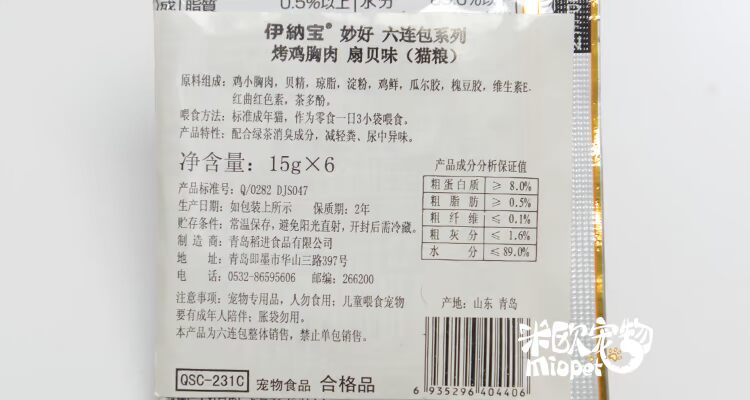 脂質 0.5%以上 水分
伊纳宝® 妙好 六连包系列
烤鸡胸肉 扇贝味（猫粮）
原料组成：鸡小胸肉，贝精，琼脂，淀粉，鸡鲜，瓜尔胶，槐豆胶，维生素E，
红曲红色素，茶多酚。
喂食方法：标准成年猫，作为零食一日3小袋喂食。
产品特性：配合绿茶消臭成分，减轻粪、尿中异味。
净含量：15g×6
产品成分分析保证值
粗蛋白质 ≥ 8.0%
粗脂肪 ≥ 0.5%
粗纤维 ≤ 0.1%
粗灰分 ≤ 1.6%
水分 ≤89.0%
产品标准号：Q/0282 DJS047
生产日期：如包装上所示 保质期：2年
贮存条件：常温保存，避免阳光直射，开封后需冷藏。
制造商：青岛稻进食品有限公司
地址：青岛即墨市华山三路397号
电话：0532-86595606 邮编：266200
注意事项：宠物专用品，人勿食用；儿童喂食宠物
要有成年人陪伴；胀袋勿用。
本产品为六连包整体销售，禁止单包销售。
产地：山东 青岛
QSC-231C 宠物食品 合格品
6 935296 404406
米欧宠物
Miopet